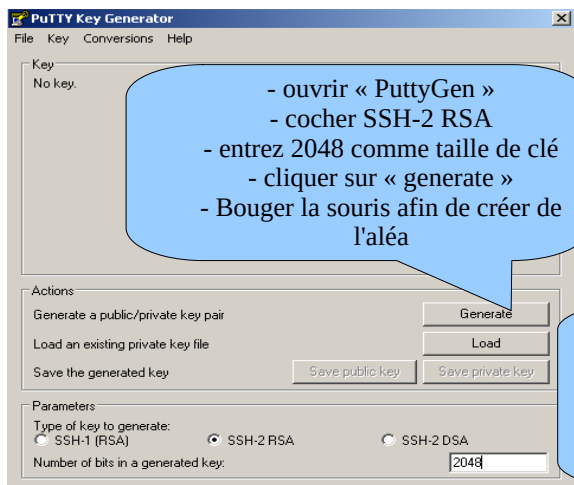 PuTTY Key Generator
File Key Conversions Help
Key
No key.
- ouvrir « PuttyGen »
- cocher SSH-2 RSA
- entrez 2048 comme taille de clé
- cliquer sur « generate »
- Bouger la souris afin de créer de
l'aléa
Actions
Generate a public/private key pair
Generate
Load an existing private key file
Load
Save the generated key
Save public key
Save private key
Parameters
Type of key to generate:
SSH-1 (RSA) SSH-2 RSA SSH-2 DSA
Number of bits in a generated key:
2048